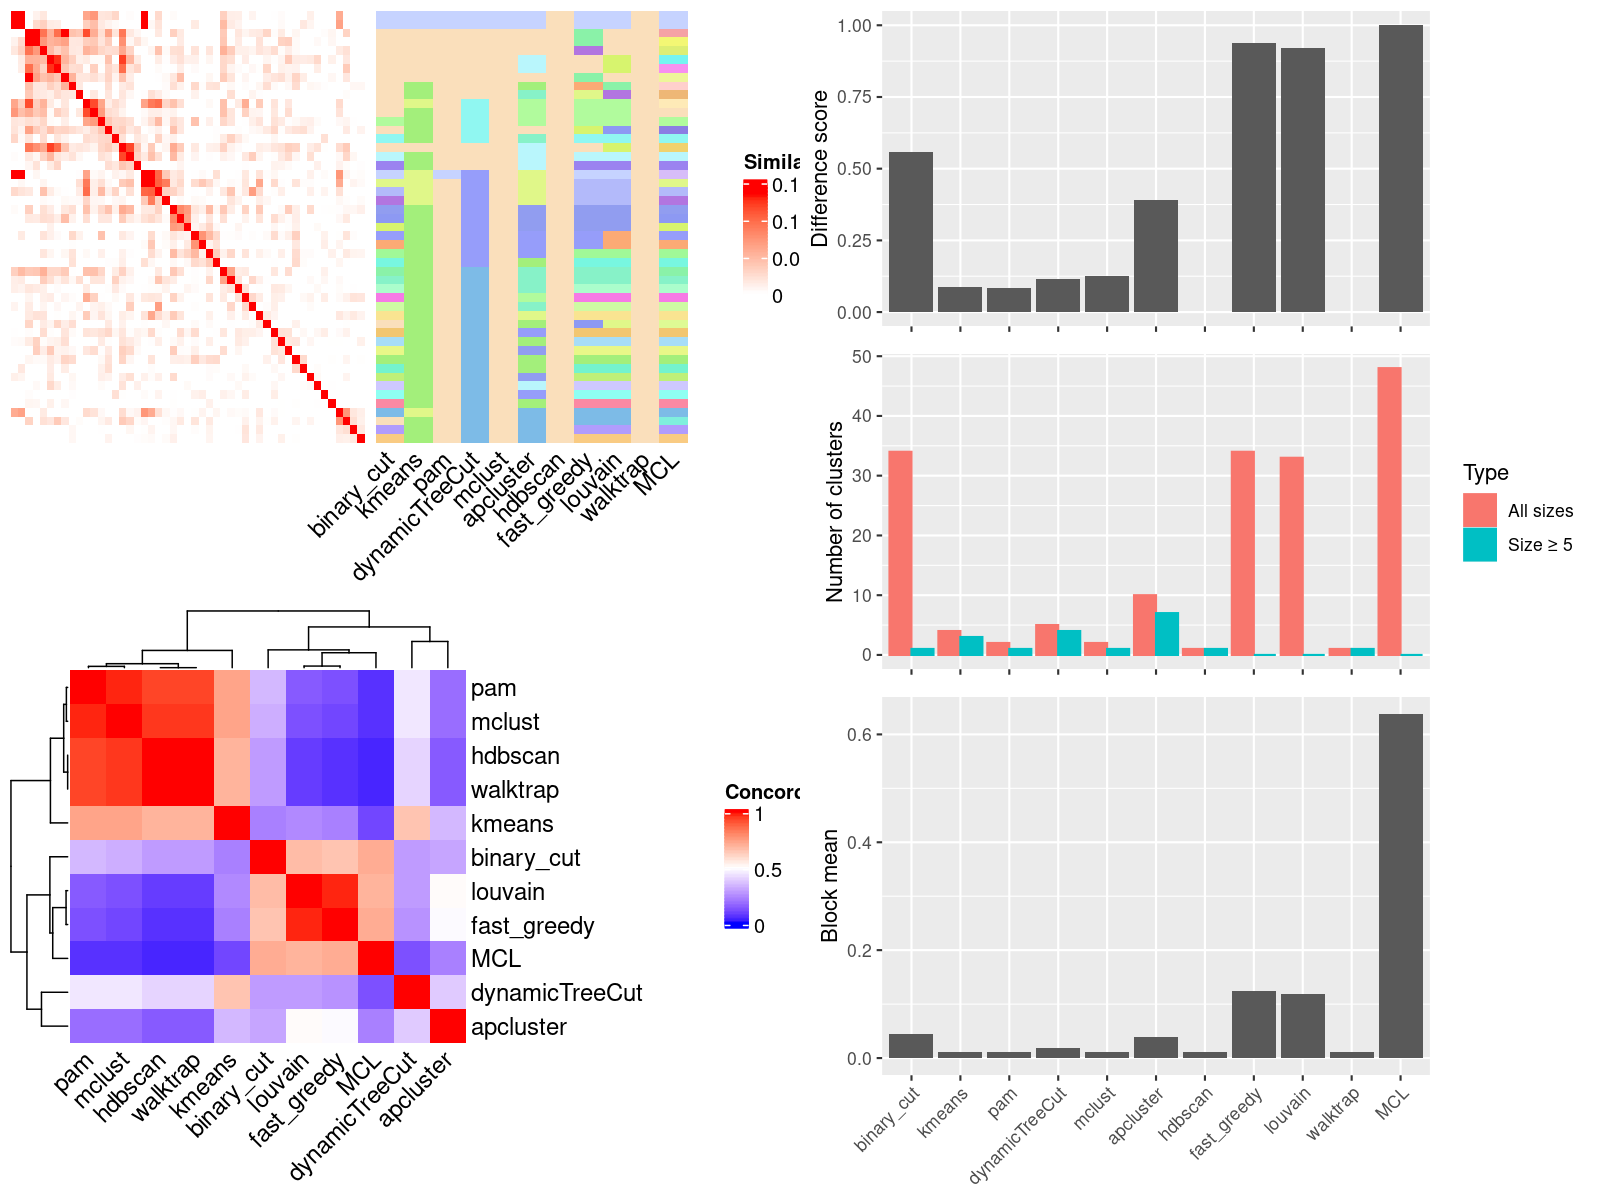 Simila
0.1
0.1
0.0
0
binary_cut
kmeans
pam
dynamicTreeCut
mclust
apcluster
hdbscan
fast_greedy
louvain
walktrap
MCL
pam
mclust
hdbscan
walktrap
kmeans
binary_cut
louvain
fast_greedy
MCL
dynamicTreeCut
apcluster
pam
mclust
hdbscan
walktrap
kmeans
binary_cut
louvain
fast_greedy
MCL
dynamicTreeCut
apcluster
Concord
1
0.5
0
Difference score
1.00
0.75
0.50
0.25
0.00
Number of clusters
50
40
30
20
10
0
Type
All sizes
Size ≥ 5
Block mean
0.6
0.4
0.2
0.0
binary_cut
kmeans
pam
dynamicTreeCut
mclust
apcluster
hdbscan
fast_greedy
louvain
walktrap
MCL